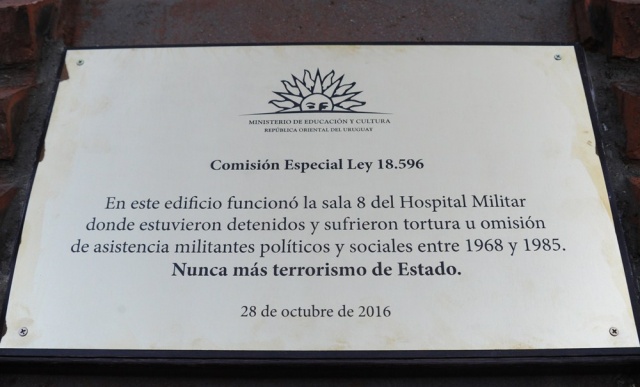 MINISTERIO DE EDUCACIÓN Y CULTURA
REPÚBLICA ORIENTAL DEL URUGUAY
Comisión Especial Ley 18.596
En este edificio funcionó la sala 8 del Hospital Militar
donde estuvieron detenidos y sufrieron tortura u omisión
de asistencia militantes políticos y sociales entre 1968 y 1985.
Nunca más terrorismo de Estado.
28 de octubre de 2016